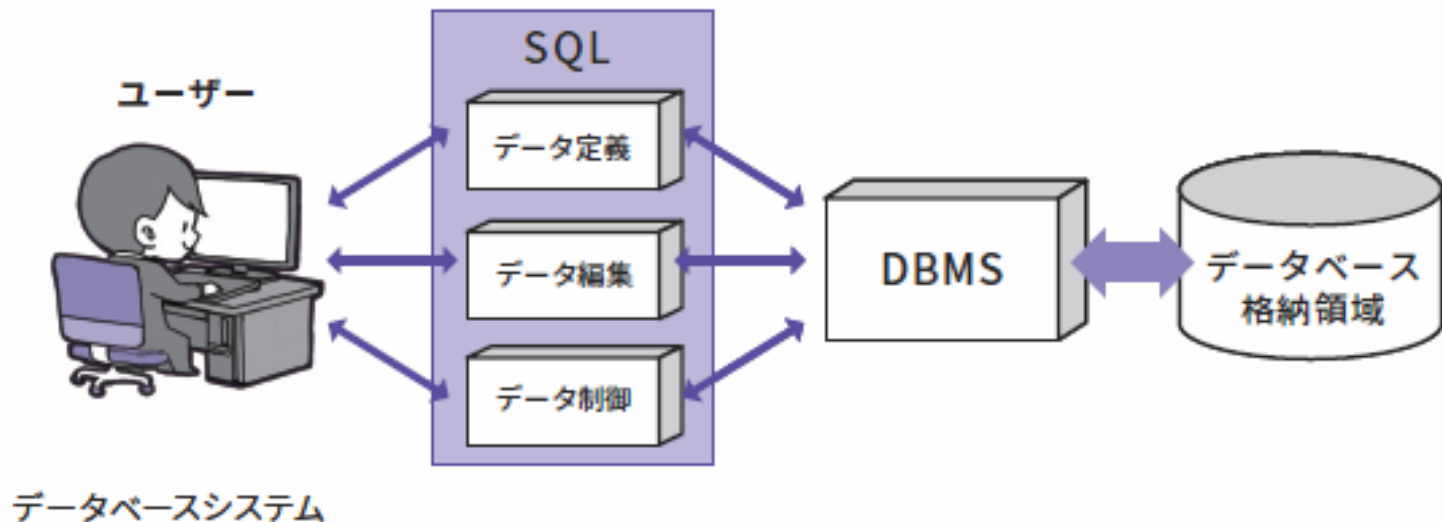 SQL
ユーザー
データ定義
データ編集
データ制御
DBMS
データベース
格納領域
データベースシステム